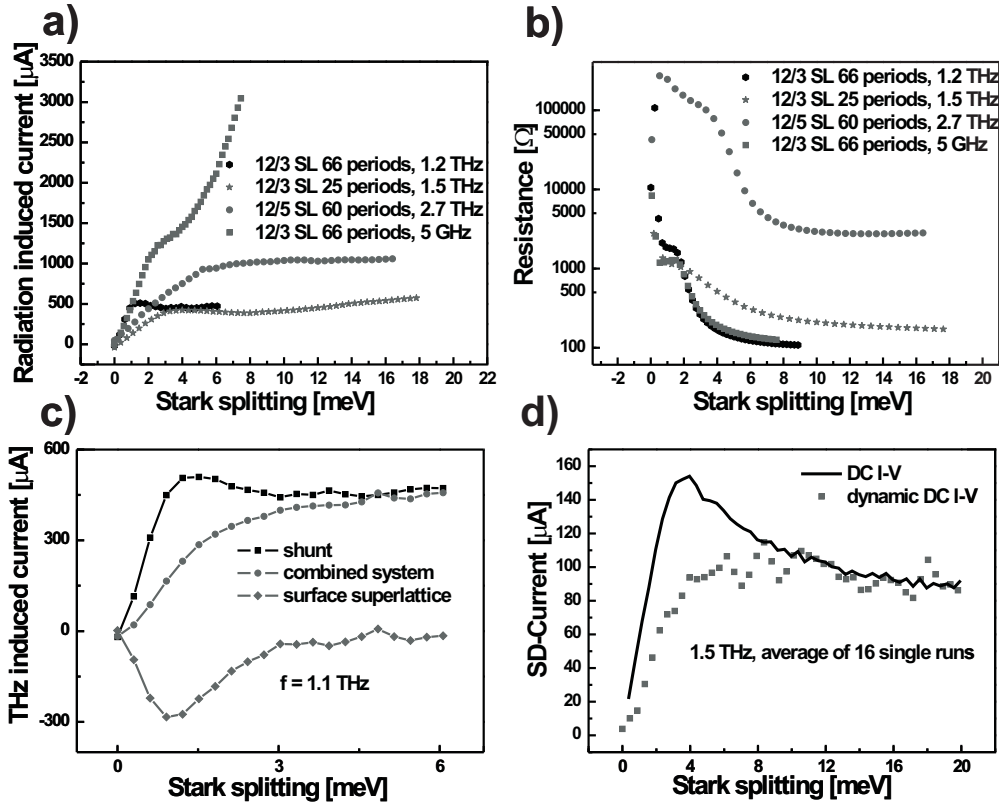 a)
Radiation induced current [μA]
3500
3000
2500
2000
1500
1000
500
0
12/3 SL 66 periods, 1.2 THz
12/3 SL 25 periods, 1.5 THz
12/5 SL 60 periods, 2.7 THz
12/3 SL 66 periods, 5 GHz
-2 0 2 4 6 8 10 12 14 16 18 20 22
Stark splitting [meV]
b)
Resistance [Ω]
100000
50000
10000
5000
1000
500
100
12/3 SL 66 periods, 1.2 THz
12/3 SL 25 periods, 1.5 THz
12/5 SL 60 periods, 2.7 THz
12/3 SL 66 periods, 5 GHz
-2 0 2 4 6 8 10 12 14 16 18 20
Stark splitting [meV]
c)
THz induced current [μA]
600
300
0
-300
shunt
combined system
surface superlattice
f = 1.1 THz
0 3 6
Stark splitting [meV]
d)
SD-Current [μA]
160
140
120
100
80
60
40
20
0
DC I-V
dynamic DC I-V
1.5 THz, average of 16 single runs
0 4 8 12 16 20
Stark splitting [meV]